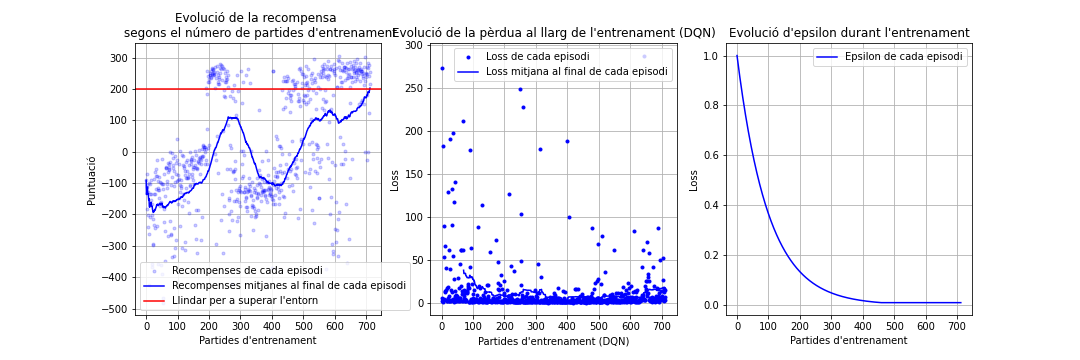 Evolució de la recompensa
segons el número de partides d'entrenament
300
200
100
0
−100
−200
−300
−400
−500
Puntuació
Recompenses de cada episodi
Recompenses mitjanes al final de cada episodi
Llindar per a superar l'entorn
0 100 200 300 400 500 600 700
Partides d'entrenament
Evolució de la pèrdua al llarg de l'entrenament (DQN)
300
250
200
150
100
50
0
Loss
Loss de cada episodi
Loss mitjana al final de cada episodi
0 100 200 300 400 500 600 700
Partides d'entrenament (DQN)
Evolució d'epsilon durant l'entrenament
1.0
0.8
0.6
0.4
0.2
0.0
Loss
Epsilon de cada episodi
0 100 200 300 400 500 600 700
Partides d'entrenament